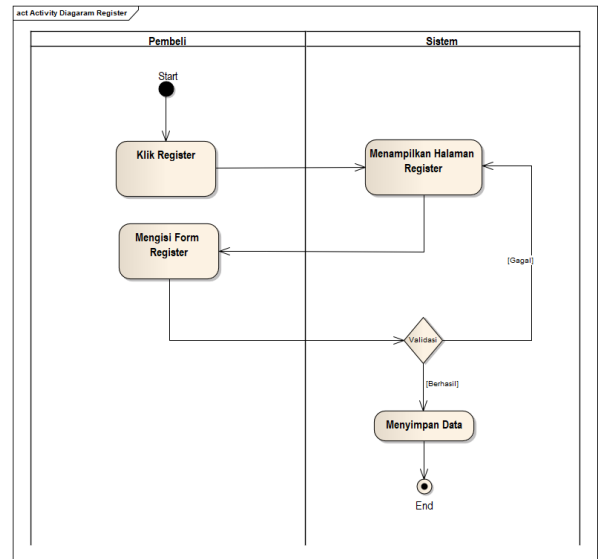 act Activity Diagaram Register
Pembeli
Sistem
Start
Klik Register
Menampilkan Halaman
Register
Mengisi Form
Register
[Gagal]
Validasi
[Berhasil]
Menyimpan Data
End